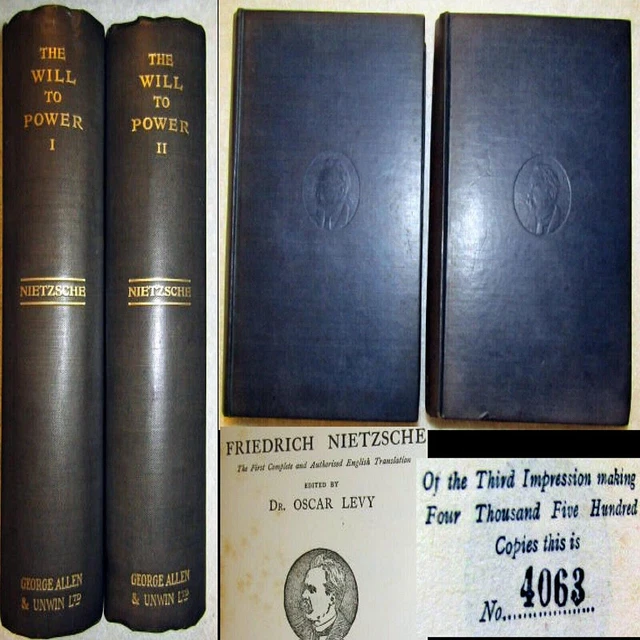 THE
WILL
TO
POWER
I
NIETZSCHE
GEORGE ALLEN
& UNWIN LTD
THE
WILL
TO
POWER
II
NIETZSCHE
GEORGE ALLEN
& UNWIN LTD
FRIEDRICH NIETZSCHE
The First Complete and Authorised English Translation
EDITED BY
DR. OSCAR LEVY
Of the Third Impression making
Four Thousand Five Hundred
Copies this is
No. 4063